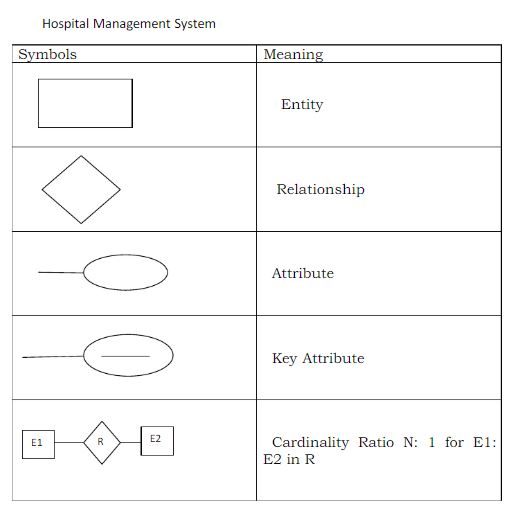 Hospital Management System
Symbols Meaning
Entity
Relationship
Attribute
Key Attribute
E1 R E2
Cardinality Ratio N: 1 for E1:
E2 in R